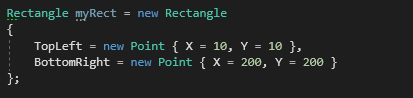 Rectangle myRect = new Rectangle
{
    TopLeft = new Point { X = 10, Y = 10 },
    BottomRight = new Point { X = 200, Y = 200 }
};